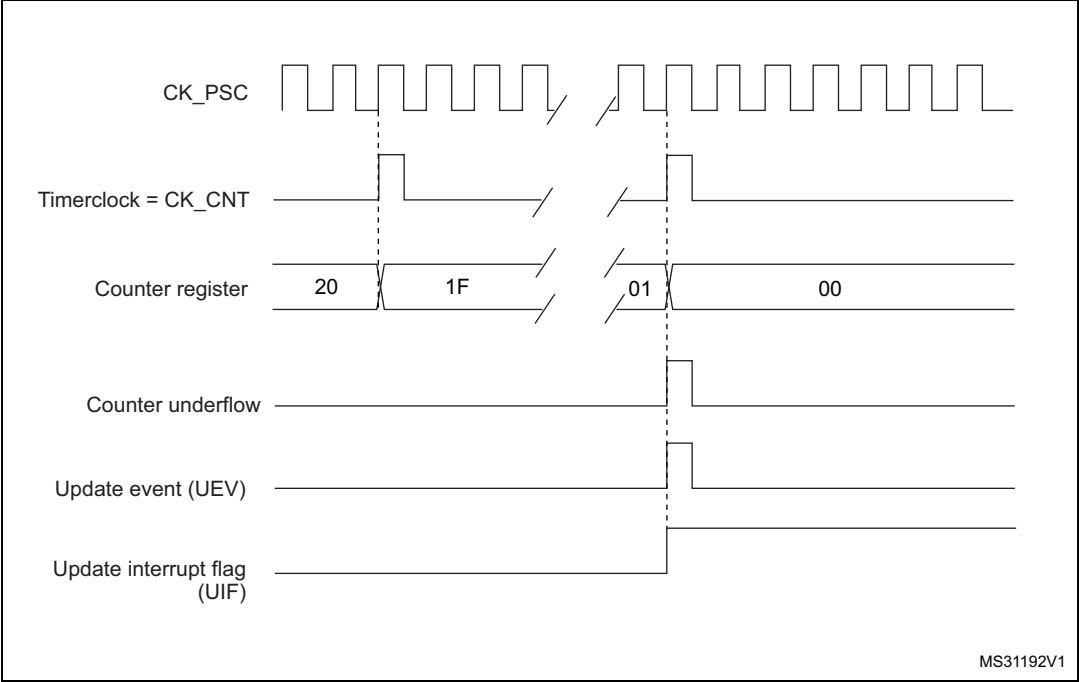 CK_PSC
Timerclock = CK_CNT
Counter register 20 1F 01 00
Counter underflow
Update event (UEV)
Update interrupt flag
(UIF)
MS31192V1